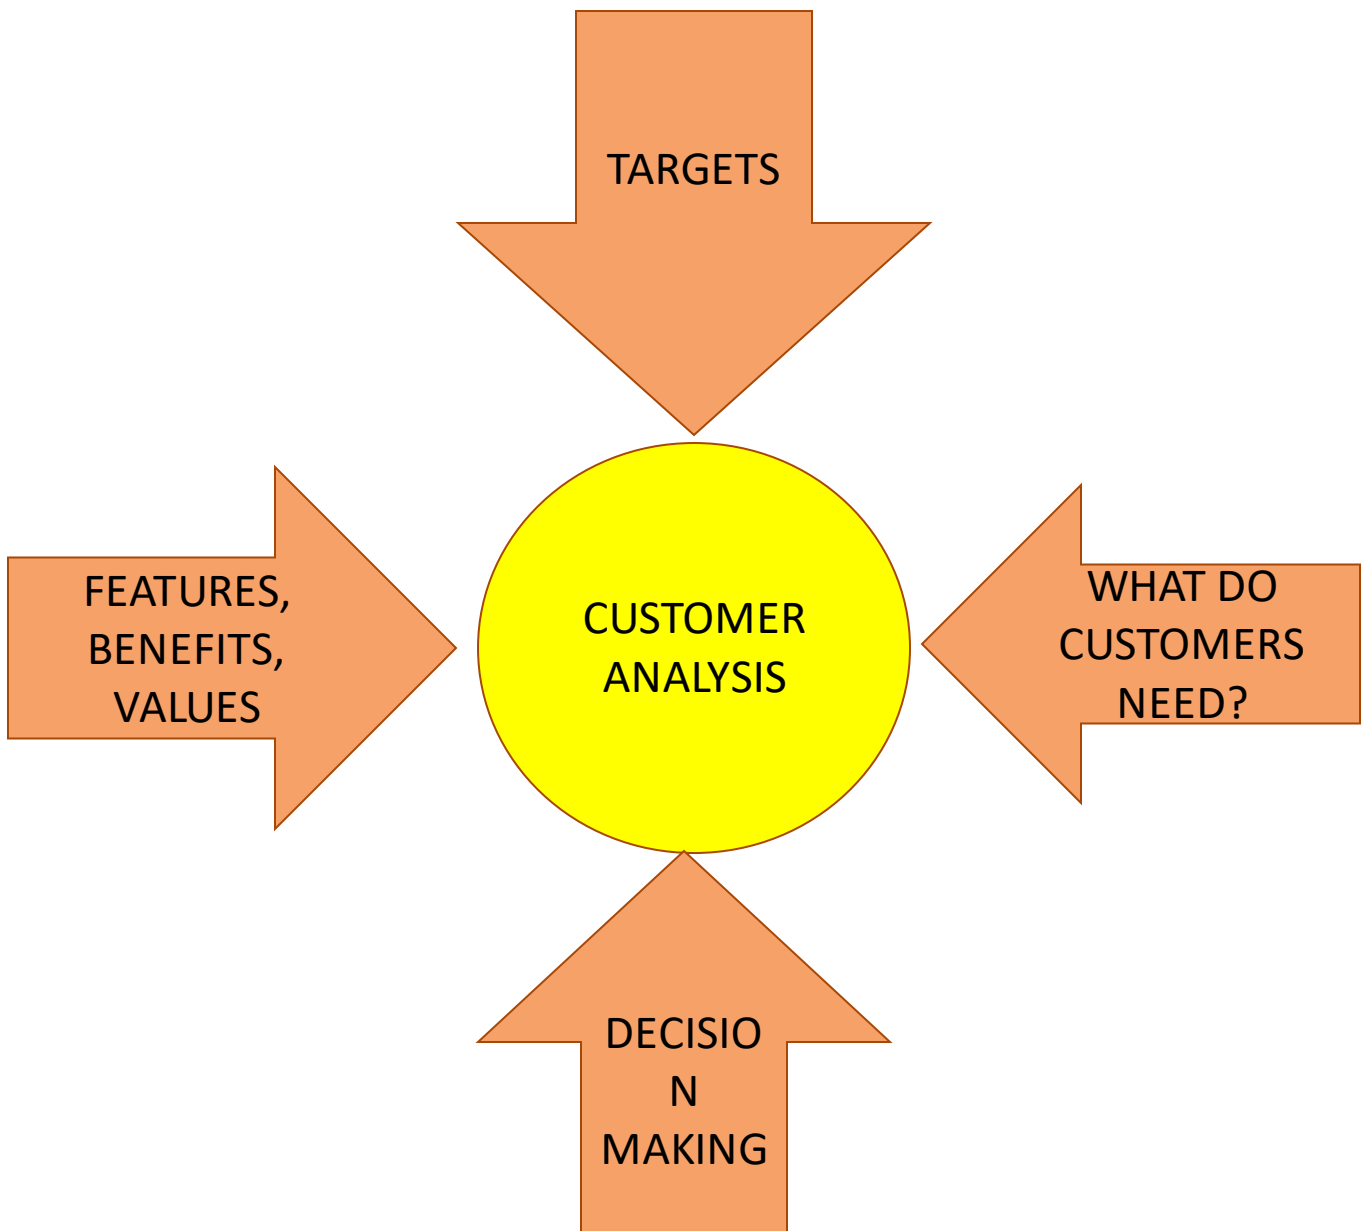 TARGETS
FEATURES,
BENEFITS,
VALUES
CUSTOMER
ANALYSIS
WHAT DO
CUSTOMERS
NEED?
DECISIO
N
MAKING